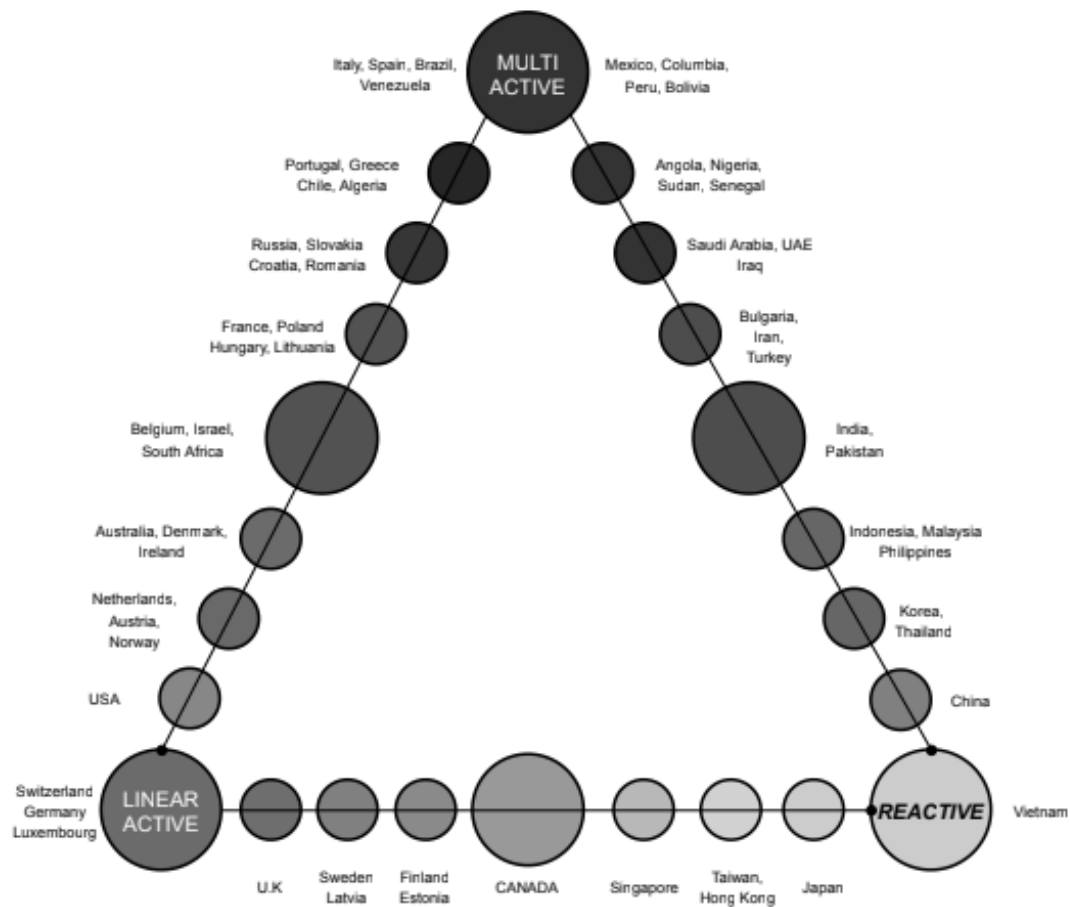 MULTI
ACTIVE
Italy, Spain, Brazil,
Venezuela
Mexico, Columbia,
Peru, Bolivia
Portugal, Greece
Chile, Algeria
Angola, Nigeria,
Sudan, Senegal
Russia, Slovakia
Croatia, Romania
Saudi Arabia, UAE
Iraq
France, Poland
Hungary, Lithuania
Bulgaria,
Iran,
Turkey
Belgium, Israel,
South Africa
India,
Pakistan
Australia, Denmark,
Ireland
Indonesia, Malaysia
Philippines
Netherlands,
Austria,
Norway
Korea,
Thailand
USA
China
Switzerland
Germany
Luxembourg
LINEAR
ACTIVE
REACTIVE
Vietnam
U.K
Sweden
Latvia
Finland
Estonia
CANADA
Singapore
Taiwan,
Hong Kong
Japan